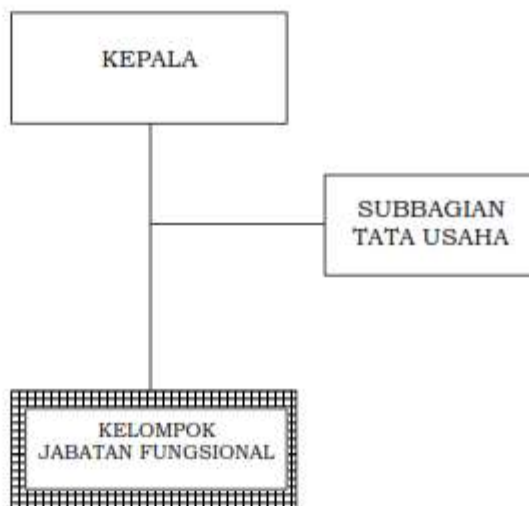 KEPALA
SUBBAGIAN
TATA USAHA
KELOMPOK
JABATAN FUNGSIONAL